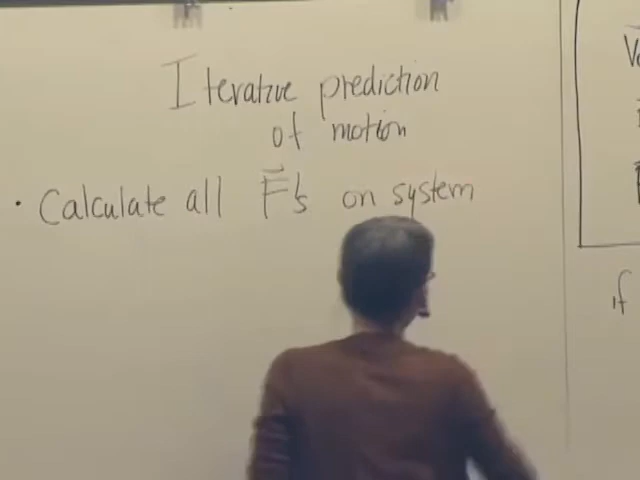 Iterative prediction
of motion
• Calculate all F⃗'s on system
if